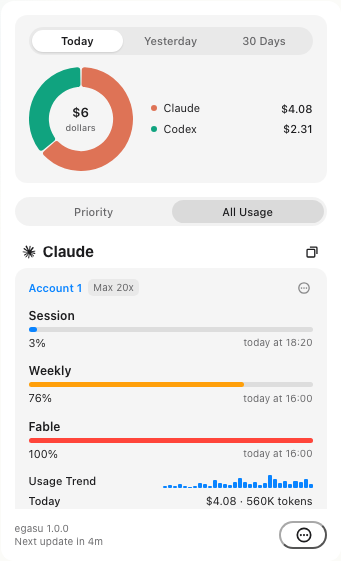 Today Yesterday 30 Days
$6
dollars
Claude $4.08
Codex $2.31
Priority All Usage
Claude
Account 1 Max 20x
Session
3% today at 18:20
Weekly
76% today at 16:00
Fable
100% today at 16:00
Usage Trend
Today $4.08 · 560K tokens
egasu 1.0.0
Next update in 4m